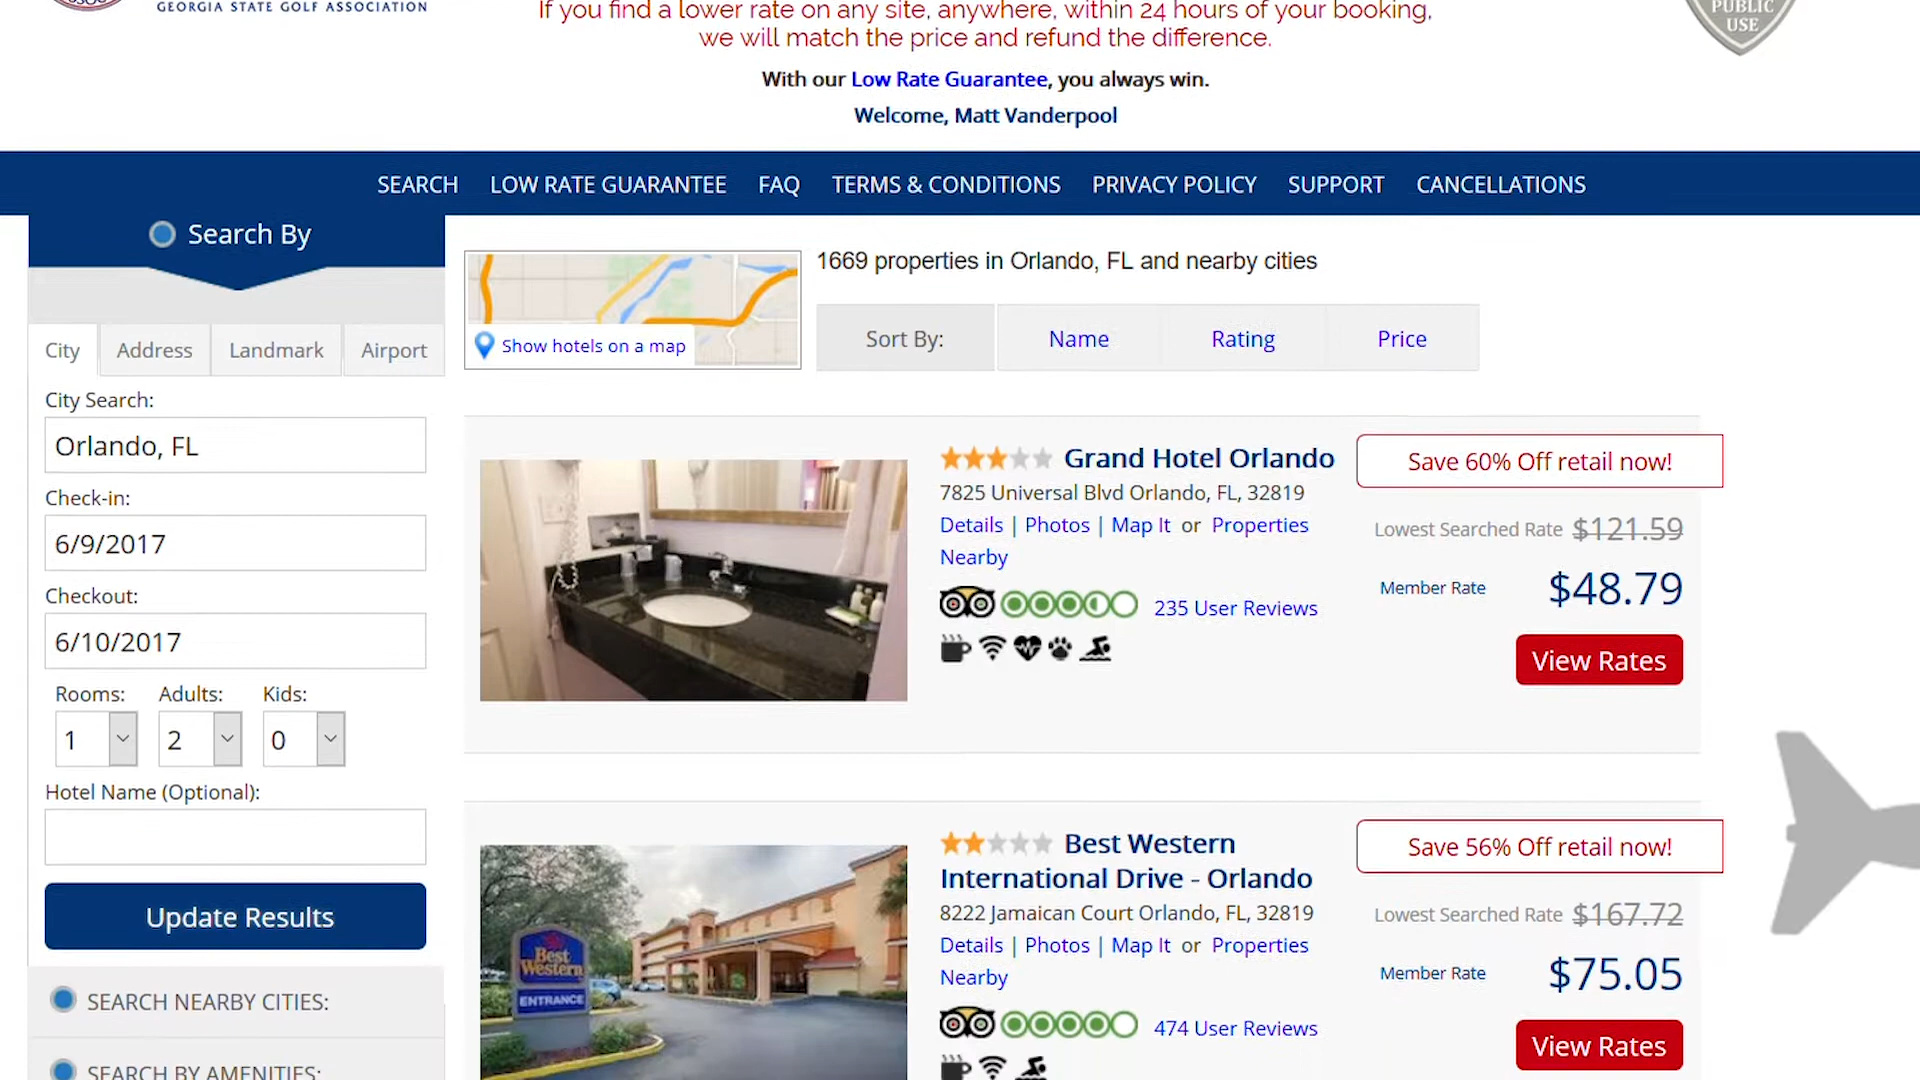 GEORGIA STATE GOLF ASSOCIATION
If you find a lower rate on any site, anywhere, within 24 hours of your booking,
we will match the price and refund the difference.
PUBLIC
USE
With our Low Rate Guarantee, you always win.
Welcome, Matt Vanderpool
SEARCH LOW RATE GUARANTEE FAQ TERMS & CONDITIONS PRIVACY POLICY SUPPORT CANCELLATIONS
Search By
City Address Landmark Airport
City Search:
Orlando, FL
Check-in:
6/9/2017
Checkout:
6/10/2017
Rooms: Adults: Kids:
1 2 0
Hotel Name (Optional):
Update Results
SEARCH NEARBY CITIES:
SEARCH BY AMENITIES:
Show hotels on a map
1669 properties in Orlando, FL and nearby cities
Sort By: Name Rating Price
Grand Hotel Orlando
7825 Universal Blvd Orlando, FL, 32819
Details | Photos | Map It or Properties
Nearby
235 User Reviews
Save 60% Off retail now!
Lowest Searched Rate $121.59
Member Rate $48.79
View Rates
Best
Western
ENTRANCE
Best Western
International Drive - Orlando
8222 Jamaican Court Orlando, FL, 32819
Details | Photos | Map It or Properties
Nearby
474 User Reviews
Save 56% Off retail now!
Lowest Searched Rate $167.72
Member Rate $75.05
View Rates